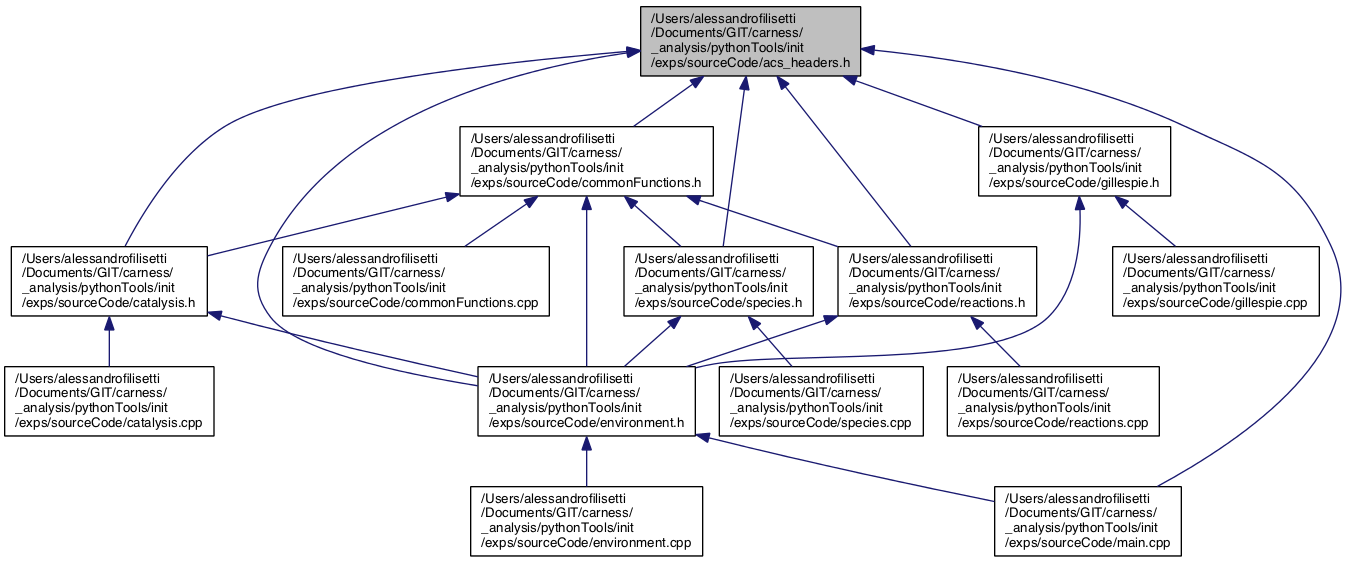 /Users/alessandrofilisetti
/Documents/GIT/carness/
_analysis/pythonTools/init
/exps/sourceCode/acs_headers.h
/Users/alessandrofilisetti
/Documents/GIT/carness/
_analysis/pythonTools/init
/exps/sourceCode/commonFunctions.h
/Users/alessandrofilisetti
/Documents/GIT/carness/
_analysis/pythonTools/init
/exps/sourceCode/gillespie.h
/Users/alessandrofilisetti
/Documents/GIT/carness/
_analysis/pythonTools/init
/exps/sourceCode/catalysis.h
/Users/alessandrofilisetti
/Documents/GIT/carness/
_analysis/pythonTools/init
/exps/sourceCode/commonFunctions.cpp
/Users/alessandrofilisetti
/Documents/GIT/carness/
_analysis/pythonTools/init
/exps/sourceCode/species.h
/Users/alessandrofilisetti
/Documents/GIT/carness/
_analysis/pythonTools/init
/exps/sourceCode/reactions.h
/Users/alessandrofilisetti
/Documents/GIT/carness/
_analysis/pythonTools/init
/exps/sourceCode/gillespie.cpp
/Users/alessandrofilisetti
/Documents/GIT/carness/
_analysis/pythonTools/init
/exps/sourceCode/catalysis.cpp
/Users/alessandrofilisetti
/Documents/GIT/carness/
_analysis/pythonTools/init
/exps/sourceCode/environment.h
/Users/alessandrofilisetti
/Documents/GIT/carness/
_analysis/pythonTools/init
/exps/sourceCode/species.cpp
/Users/alessandrofilisetti
/Documents/GIT/carness/
_analysis/pythonTools/init
/exps/sourceCode/reactions.cpp
/Users/alessandrofilisetti
/Documents/GIT/carness/
_analysis/pythonTools/init
/exps/sourceCode/environment.cpp
/Users/alessandrofilisetti
/Documents/GIT/carness/
_analysis/pythonTools/init
/exps/sourceCode/main.cpp